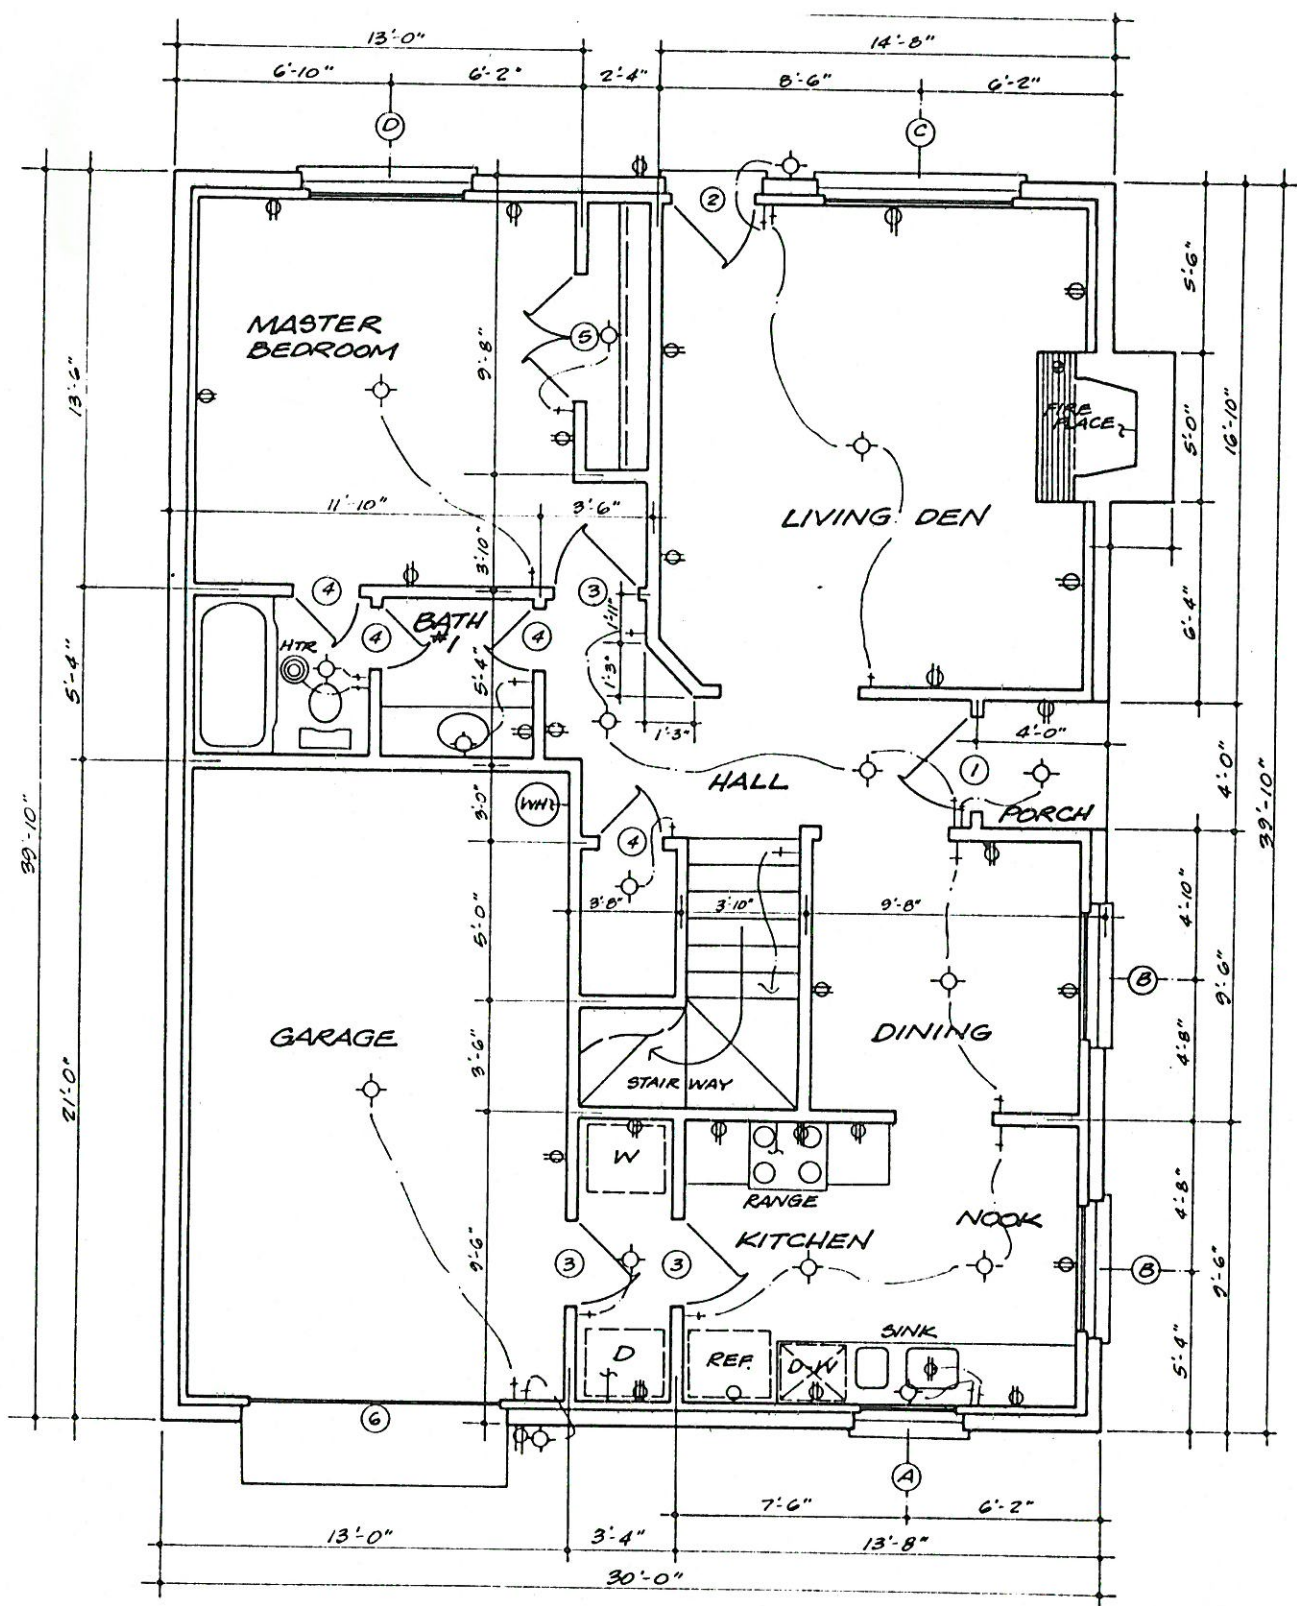 13'-0"
14'-8"
6'-10"
6'-2"
2'-4"
8'-6"
6'-2"
D
C
2
5'-6"
MASTER
BEDROOM
5
9'-8"
13'-6"
FIRE
PLACE
5'-0"
16'-10"
11'-10"
3'-6"
LIVING DEN
3'-10"
4
3
1'-11"
BATH
#1
4
4
HTR
6'-4"
5'-4"
5'-4"
1'-3"
1'-3"
4'-0"
HALL
1
PORCH
4'-0"
39'-10"
39'-10"
WH
3'-0"
4
3'-8"
3'-10"
9'-8"
4'-10"
5'-0"
B
9'-6"
GARAGE
DINING
4'-8"
3'-6"
STAIR WAY
21'-0"
W
RANGE
4'-8"
NOOK
KITCHEN
9'-6"
3
3
B
9'-6"
SINK
D
REF.
D-W
5'-4"
6
A
7'-6"
6'-2"
13'-0"
3'-4"
13'-8"
30'-0"